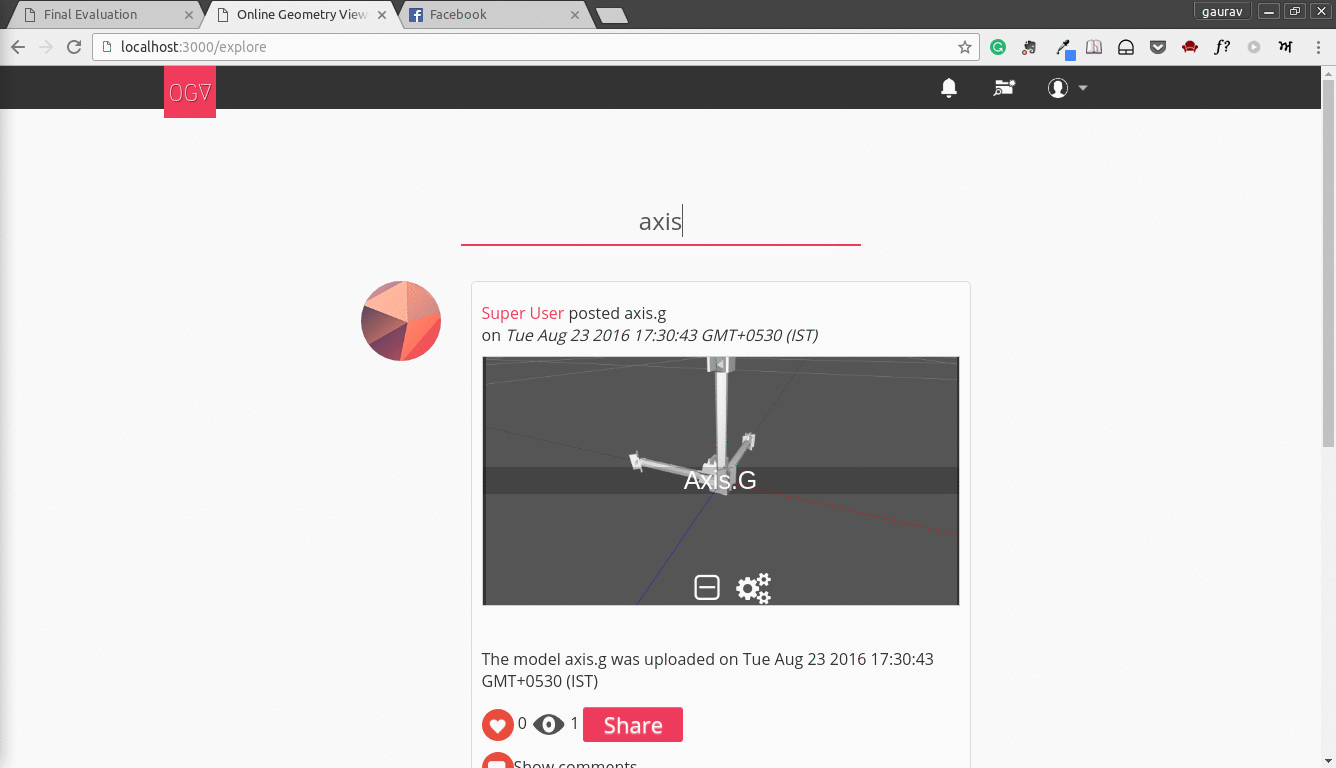 Final Evaluation
Online Geometry View
Facebook
gaurav
localhost:3000/explore
f?
OGV
axis
Super User posted axis.g
on Tue Aug 23 2016 17:30:43 GMT+0530 (IST)
Axis.G
The model axis.g was uploaded on Tue Aug 23 2016 17:30:43
GMT+0530 (IST)
0
1
Share
Show comments